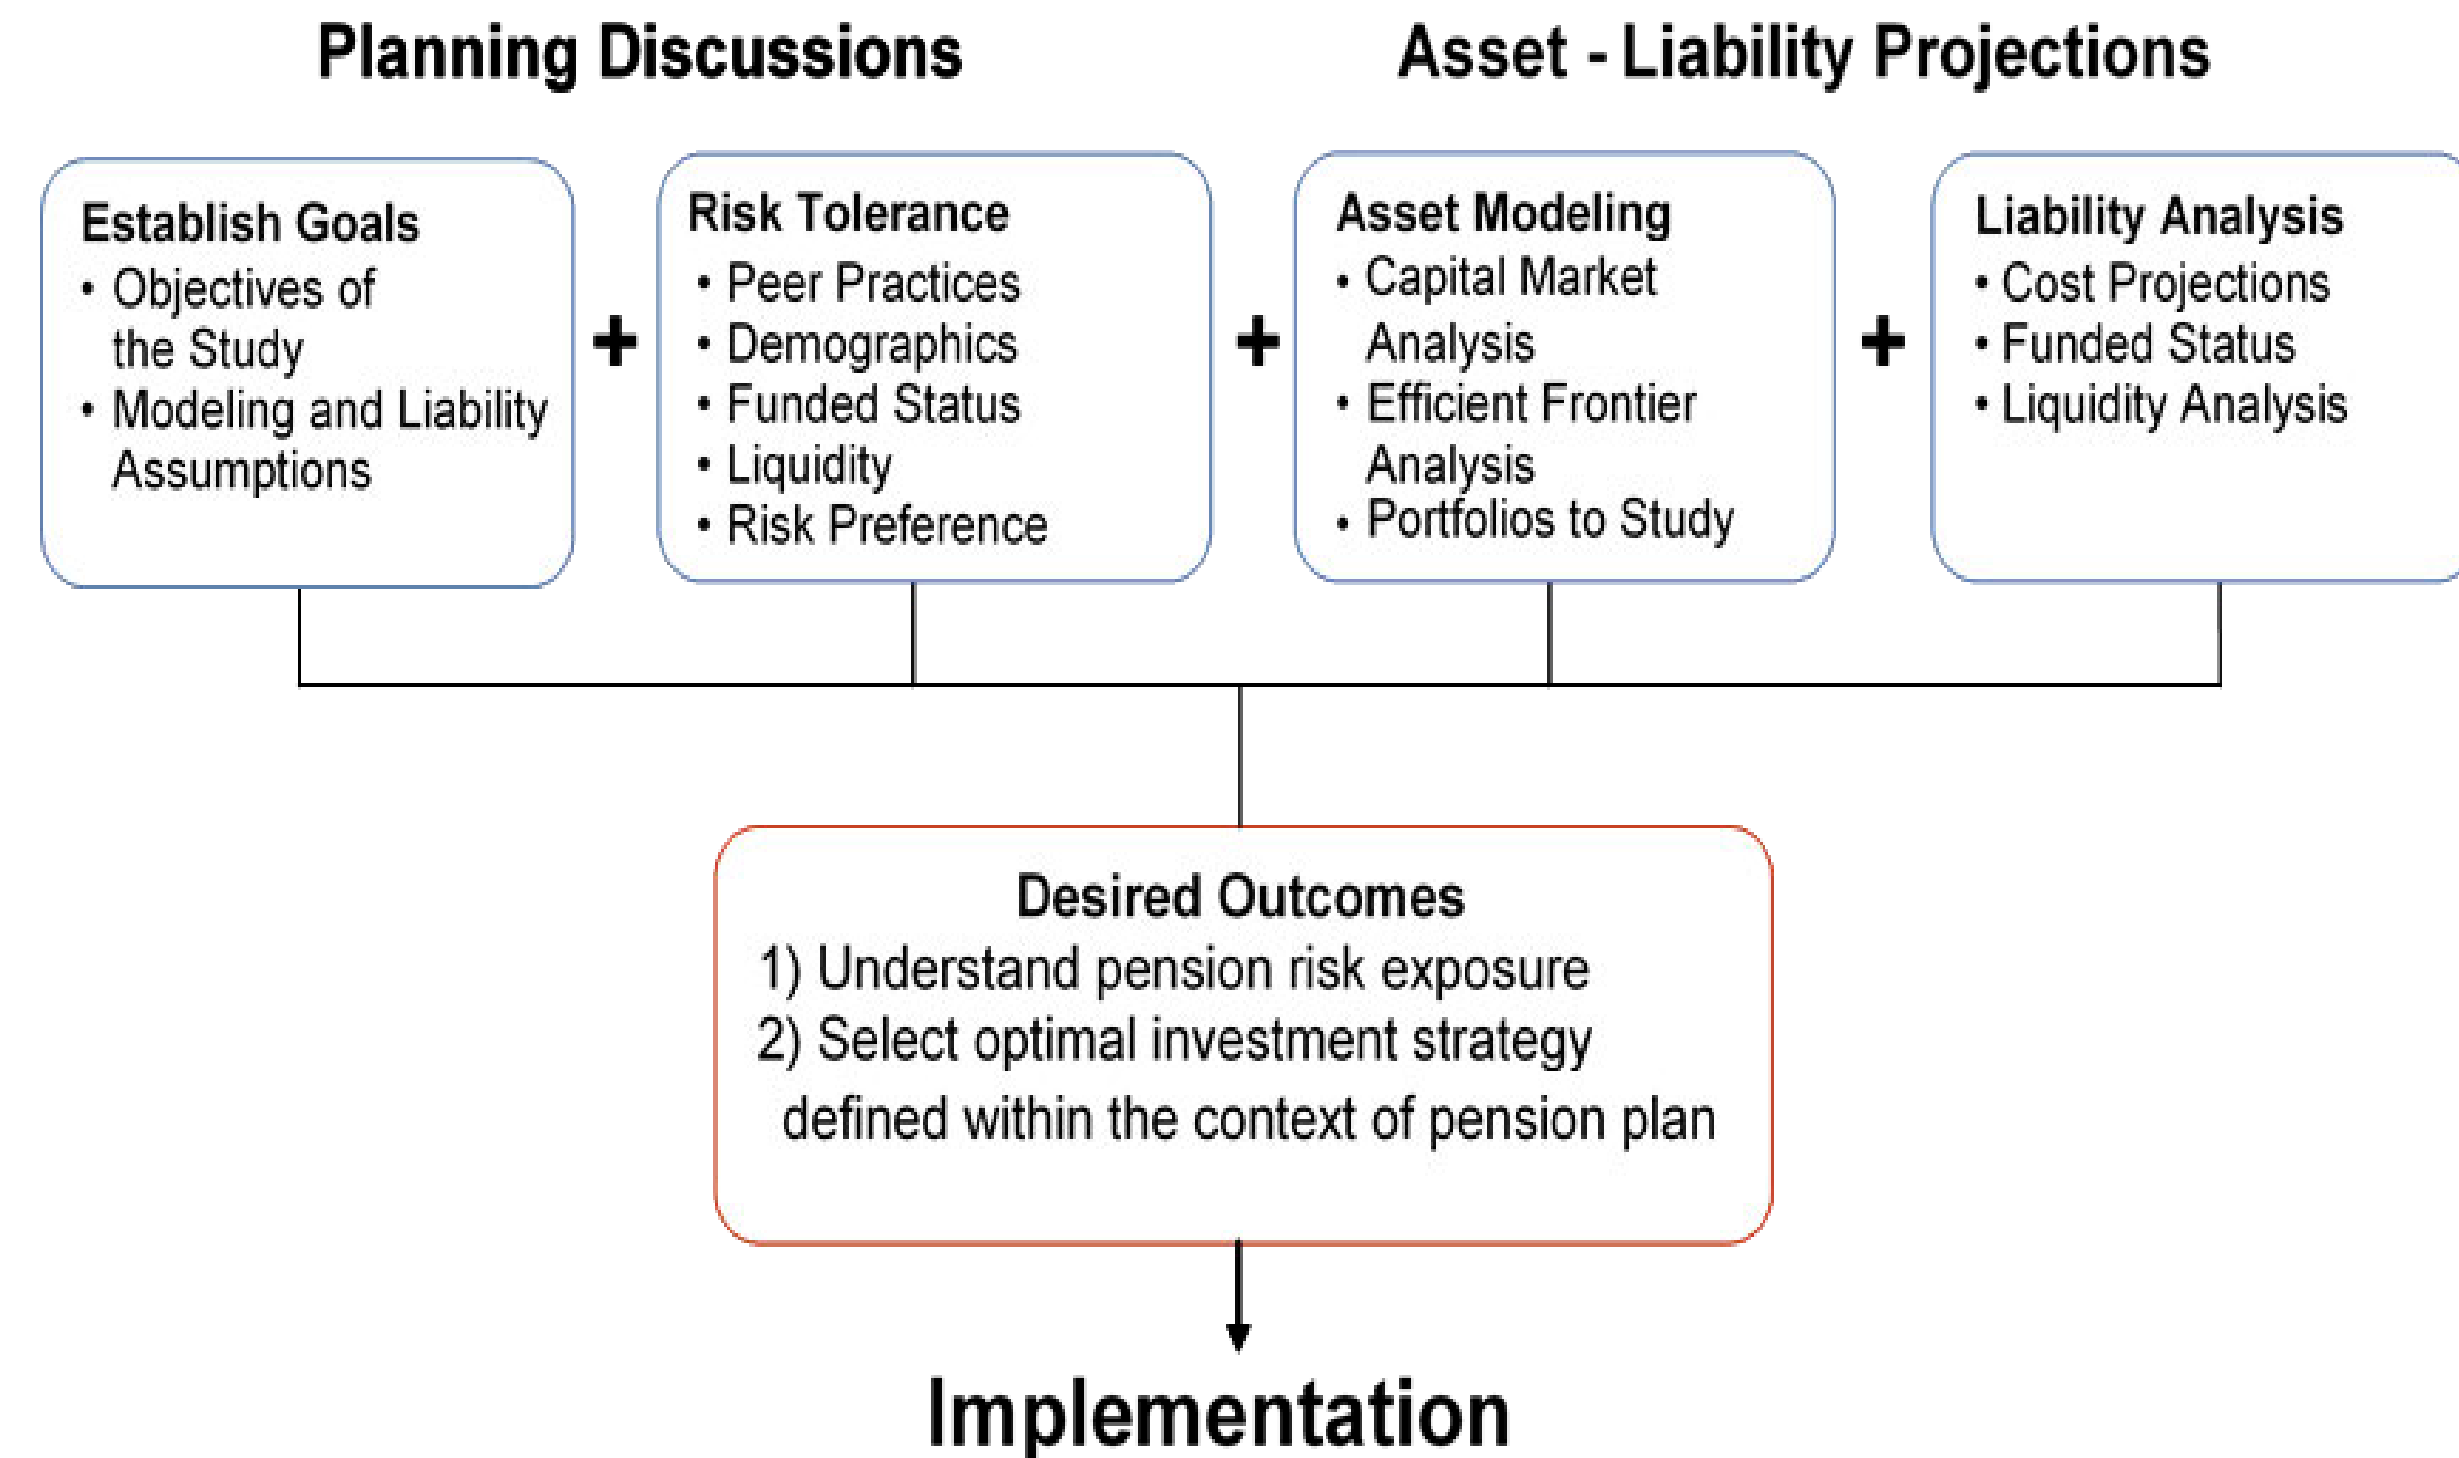 Planning Discussions
Asset - Liability Projections
Establish Goals
• Objectives of
the Study
• Modeling and Liability
Assumptions
+
Risk Tolerance
• Peer Practices
• Demographics
• Funded Status
• Liquidity
• Risk Preference
+
Asset Modeling
• Capital Market
Analysis
• Efficient Frontier
Analysis
• Portfolios to Study
+
Liability Analysis
• Cost Projections
• Funded Status
• Liquidity Analysis
Desired Outcomes
1) Understand pension risk exposure
2) Select optimal investment strategy
defined within the context of pension plan
Implementation